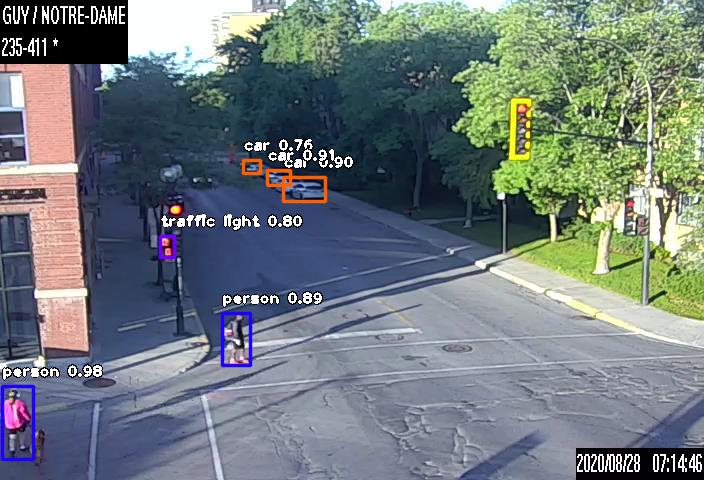 GUY / NOTRE-DAME
235-411 *
car 0.76
car 0.91
car 0.90
traffic light 0.80
person 0.89
person 0.98
2020/08/28 07:14:46